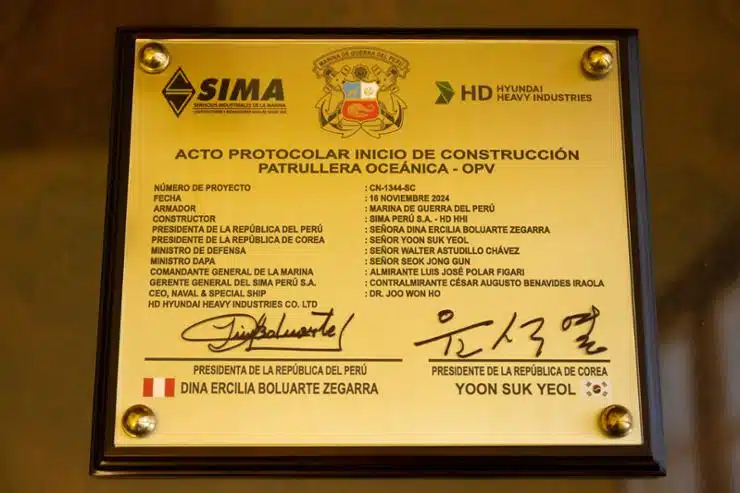 SIMA
SERVICIOS INDUSTRIALES DE LA MARINA
MARINA DE GUERRA DEL PERÚ
HD HYUNDAI
HEAVY INDUSTRIES
ACTO PROTOCOLAR INICIO DE CONSTRUCCIÓN
PATRULLERA OCEÁNICA - OPV
NÚMERO DE PROYECTO : CN-1344-SC
FECHA : 16 NOVIEMBRE 2024
ARMADOR : MARINA DE GUERRA DEL PERÚ
CONSTRUCTOR : SIMA PERÚ S.A. - HD HHI
PRESIDENTA DE LA REPÚBLICA DEL PERÚ : SEÑORA DINA ERCILIA BOLUARTE ZEGARRA
PRESIDENTE DE LA REPÚBLICA DE COREA : SEÑOR YOON SUK YEOL
MINISTRO DE DEFENSA : SEÑOR WALTER ASTUDILLO CHÁVEZ
MINISTRO DAPA : SEÑOR SEOK JONG GUN
COMANDANTE GENERAL DE LA MARINA : ALMIRANTE LUIS JOSÉ POLAR FIGARI
GERENTE GENERAL DEL SIMA PERÚ S.A. : CONTRALMIRANTE CÉSAR AUGUSTO BENAVIDES IRAOLA
CEO, NAVAL & SPECIAL SHIP : DR. JOO WON HO
HD HYUNDAI HEAVY INDUSTRIES CO. LTD
DinaBoluarte 윤석열
PRESIDENTA DE LA REPÚBLICA DEL PERÚ
DINA ERCILIA BOLUARTE ZEGARRA
PRESIDENTE DE LA REPÚBLICA DE COREA
YOON SUK YEOL